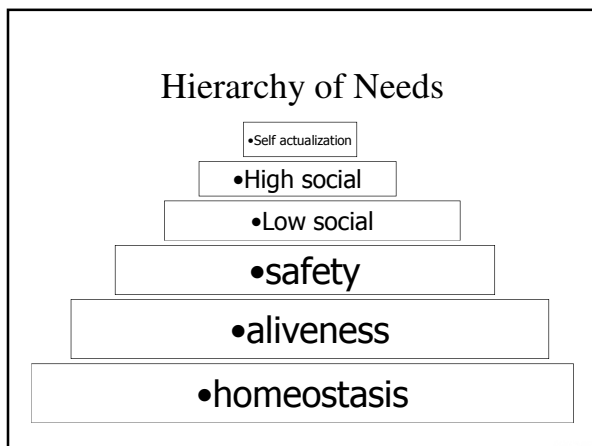 Hierarchy of Needs
•Self actualization
•High social
•Low social
•safety
•aliveness
•homeostasis